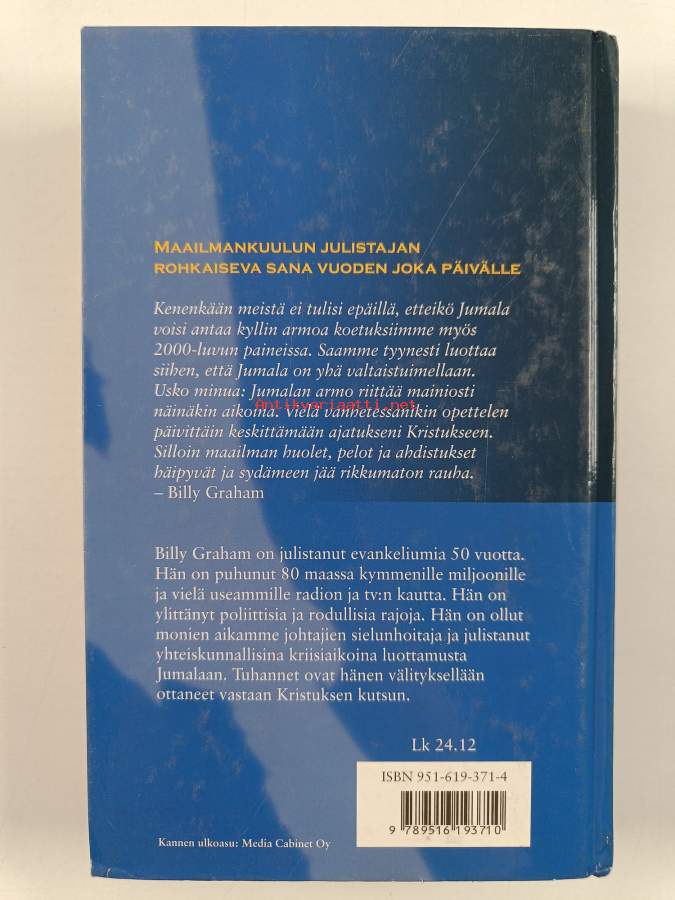 MAAILMANKUULUN JULISTAJAN
ROHKAISEVA SANA VUODEN JOKA PÄIVÄLLE
Kenenkään meistä ei tulisi epäillä, etteikö Jumala
voisi antaa kyllin armoa koetuksiimme myös
2000-luvun paineissa. Saamme tyynesti luottaa
siihen, että Jumala on yhä valtaistuimellaan.
Usko minua: Jumalan armo riittää mainiosti
näinäkin aikoina. Vielä vanhetessanikin opettelen
Antikvariaatti.net
päivittäin keskittämään ajatukseni Kristukseen.
Silloin maailman huolet, pelot ja ahdistukset
häipyvät ja sydämeen jää rikkumaton rauha.
– Billy Graham
Billy Graham on julistanut evankeliumia 50 vuotta.
Hän on puhunut 80 maassa kymmenille miljoonille
ja vielä useammille radion ja tv:n kautta. Hän on
ylittänyt poliittisia ja rodullisia rajoja. Hän on ollut
monien aikamme johtajien sielunhoitaja ja julistanut
yhteiskunnallisina kriisiaikoina luottamusta
Jumalaan. Tuhannet ovat hänen välityksellään
ottaneet vastaan Kristuksen kutsun.
Lk 24.12
ISBN 951-619-371-4
9 789516 193710
Kannen ulkoasu: Media Cabinet Oy